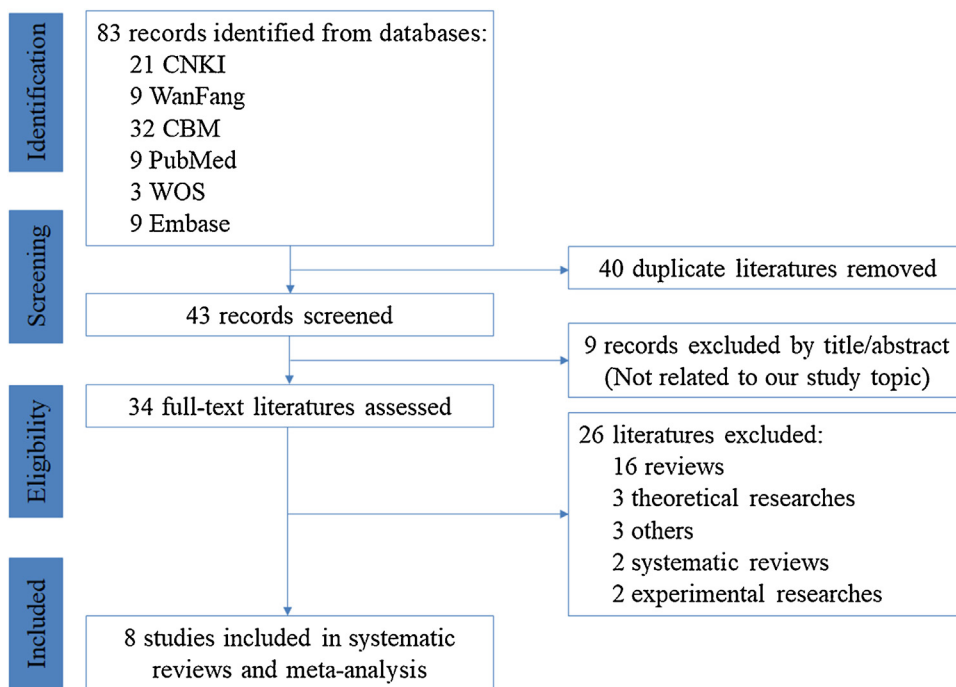 Identification
83 records identified from databases:
21 CNKI
9 WanFang
32 CBM
9 PubMed
3 WOS
9 Embase
Screening
40 duplicate literatures removed
43 records screened
9 records excluded by title/abstract
(Not related to our study topic)
Eligibility
34 full-text literatures assessed
26 literatures excluded:
16 reviews
3 theoretical researches
3 others
2 systematic reviews
2 experimental researches
Included
8 studies included in systematic
reviews and meta-analysis